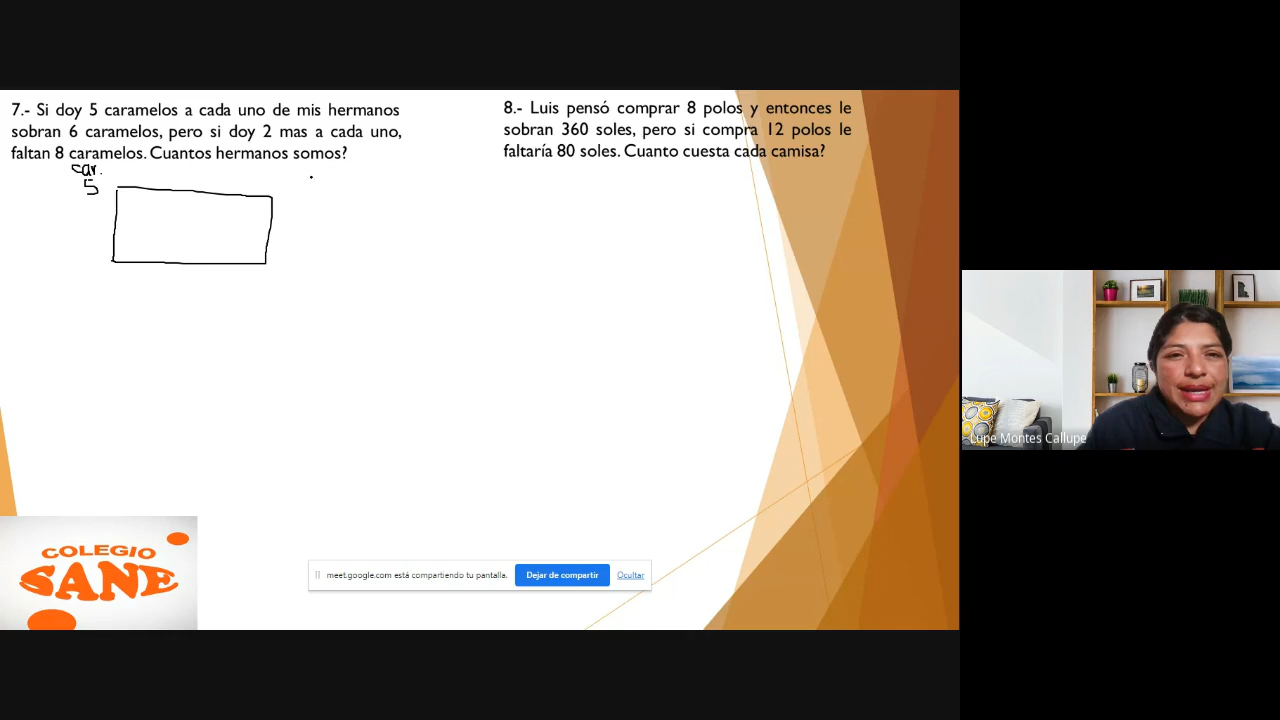 7.- Si doy 5 caramelos a cada uno de mis hermanos
sobran 6 caramelos, pero si doy 2 mas a cada uno,
faltan 8 caramelos. Cuantos hermanos somos?
car.
5
8.- Luis pensó comprar 8 polos y entonces le
sobran 360 soles, pero si compra 12 polos le
faltaría 80 soles. Cuanto cuesta cada camisa?
Lupe Montes Callupe
COLEGIO
SANE
meet.google.com está compartiendo tu pantalla.
Dejar de compartir
Ocultar